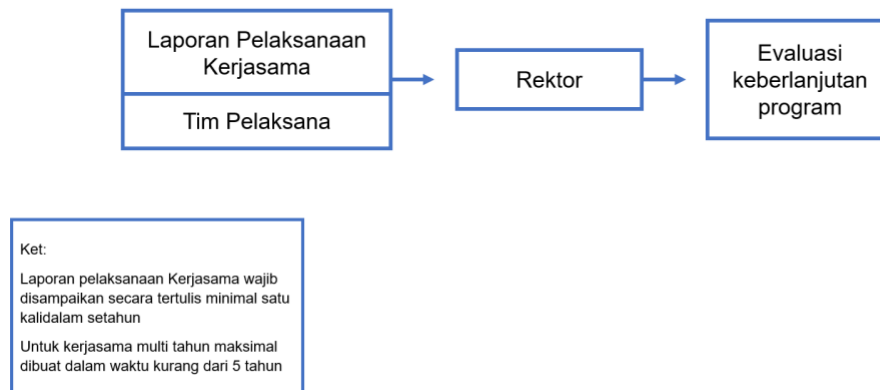 Laporan Pelaksanaan
Kerjasama
Tim Pelaksana
Rektor
Evaluasi
keberlanjutan
program
Ket:
Laporan pelaksanaan Kerjasama wajib
disampaikan secara tertulis minimal satu
kalidalam setahun
Untuk kerjasama multi tahun maksimal
dibuat dalam waktu kurang dari 5 tahun